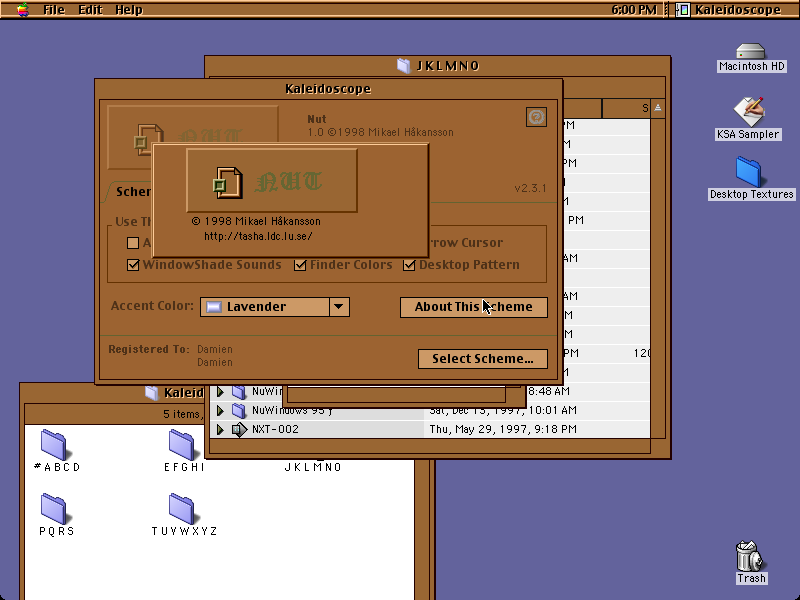 File Edit Help
6:00 PM
Kaleidoscope
JKLMNO
Macintosh HD
KSA Sampler
Desktop Textures
Trash
Kaleidoscope
NUT
Nut
1.0 ©1998 Mikael Håkansson
v2.3.1
NUT
© 1998 Mikael Håkansson
http://tasha.ldc.lu.se/
Schem
Use Th
A
rrow Cursor
WindowShade Sounds
Finder Colors
Desktop Pattern
Accent Color:
Lavender
About This Scheme
Registered To:
Damien
Damien
Select Scheme...
S
PM
M
PM
M
PM
AM
AM
M
M
PM
120
M
NuWin
8:48 AM
NuWindows 95 ƒ
Sat, Dec 13, 1997, 10:01 AM
NXT-002
Thu, May 29, 1997, 9:18 PM
Kaleid
5 items,
#ABCD
EFGHI
JKLMNO
PQRS
TUVWXYZ